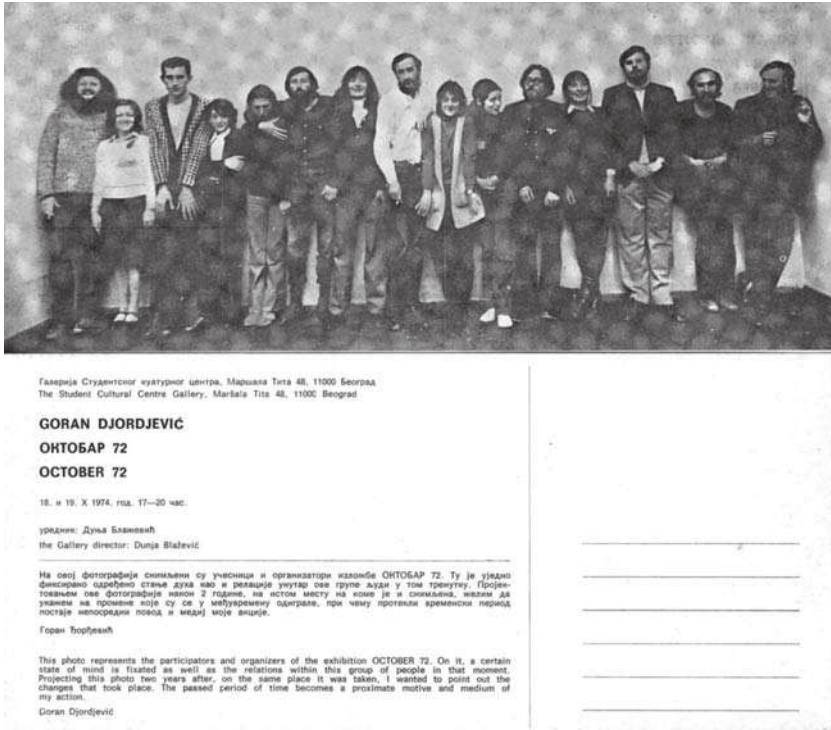 Галерија Студентског културног центра, Маршала Тита 48, 11000 Београд
The Student Cultural Centre Gallery, Maršala Tita 48, 11000 Beograd
GORAN DJORDJEVIĆ
ОКТОБАР 72
OCTOBER 72
18. и 19. X 1974. год. 17—20 час.
уредник: Дуња Блажевић
the Gallery director: Dunja Blažević
На овој фотографији снимљени су учесници и организатори изложбе ОКТОБАР 72. Ту је уједно
фиксирано одређено стање духа као и релације унутар ове групе људи у том тренутку. Пројек-
товањем ове фотографије након 2 године, на истом месту на коме је и снимљена, желим да
укажем на промене које су се у међувремену одиграле, при чему протекли временски период
постаје непосредни повод и медиј моје акције.
Горан Ђорђевић
This photo represents the participators and organizers of the exhibition OCTOBER 72. On it, a certain
state of mind is fixated as well as the relations within this group of people in that moment.
Projecting this photo two years after, on the same place it was taken, I wanted to point out the
changes that took place. The passed period of time becomes a proximate motive and medium of
my action.
Goran Djordjević